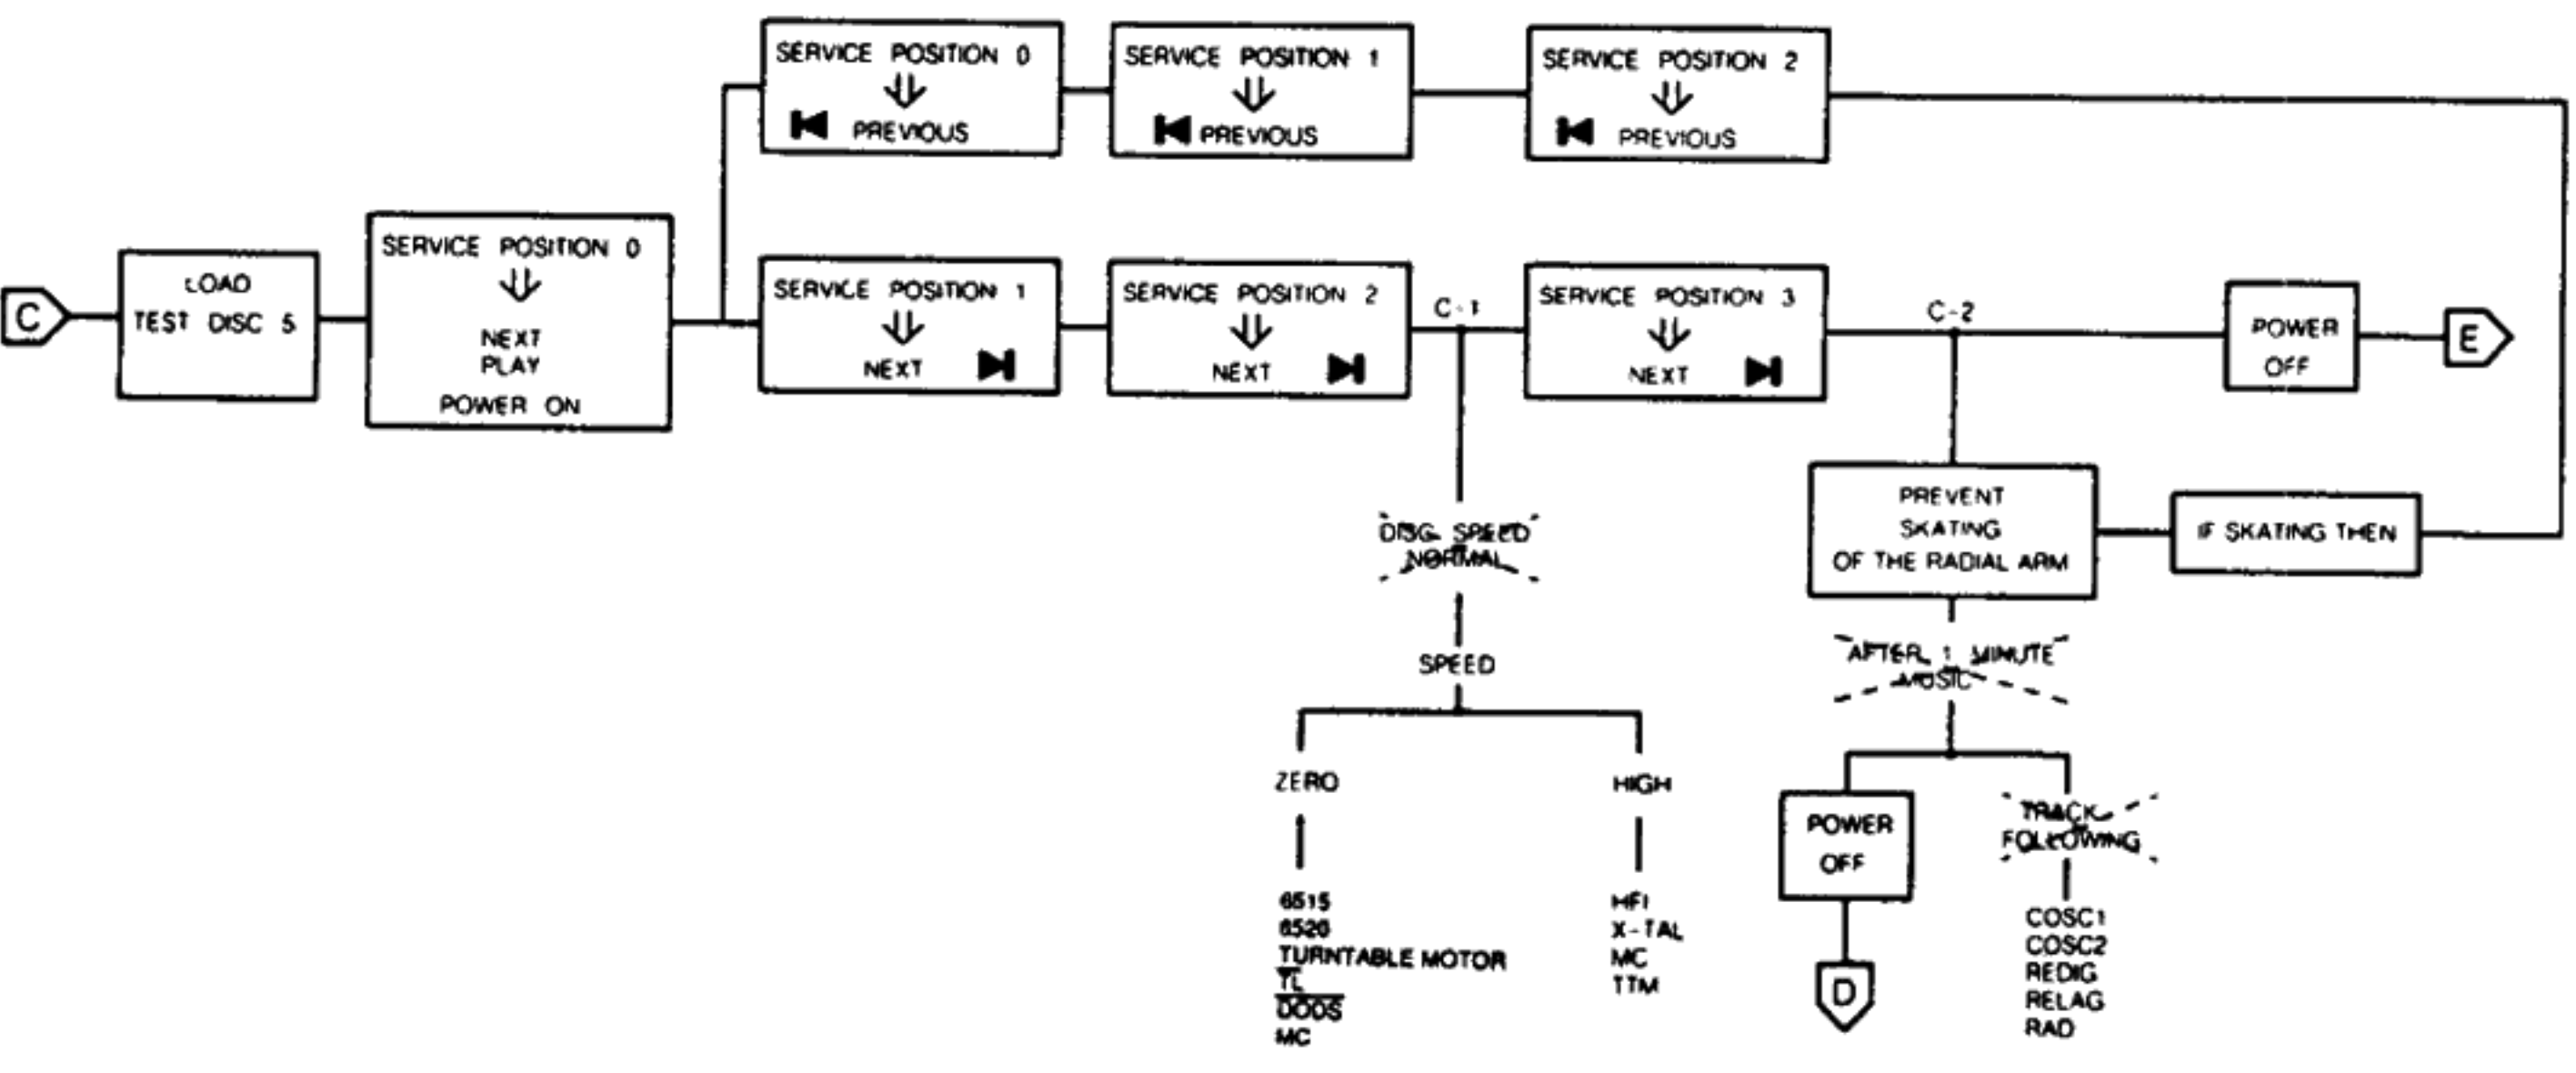 SERVICE POSITION 0
PREVIOUS
SERVICE POSITION 1
PREVIOUS
SERVICE POSITION 2
PREVIOUS
C
LOAD
TEST DISC 5
SERVICE POSITION 0
NEXT
PLAY
POWER ON
SERVICE POSITION 1
NEXT
SERVICE POSITION 2
NEXT
C-1
SERVICE POSITION 3
NEXT
C-2
POWER
OFF
E
DISC SPEED
NORMAL
SPEED
ZERO
6515
6520
TURNTABLE MOTOR
TL
DODS
MC
HIGH
HFI
X-TAL
MC
TTM
PREVENT
SKATING
OF THE RADIAL ARM
IF SKATING THEN
AFTER 1 MINUTE
MUSIC
POWER
OFF
D
TRACK
FOLLOWING
COSC1
COSC2
REDIG
RELAG
RAD